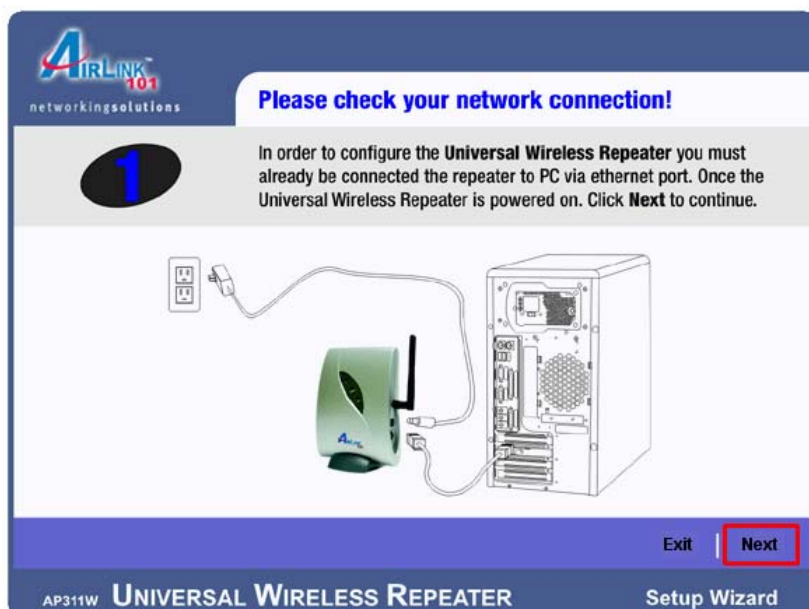 AIRLINK
101
networkingsolutions
Please check your network connection!
1
In order to configure the Universal Wireless Repeater you must
already be connected the repeater to PC via ethernet port. Once the
Universal Wireless Repeater is powered on. Click Next to continue.
Exit | Next
AP311W UNIVERSAL WIRELESS REPEATER
Setup Wizard